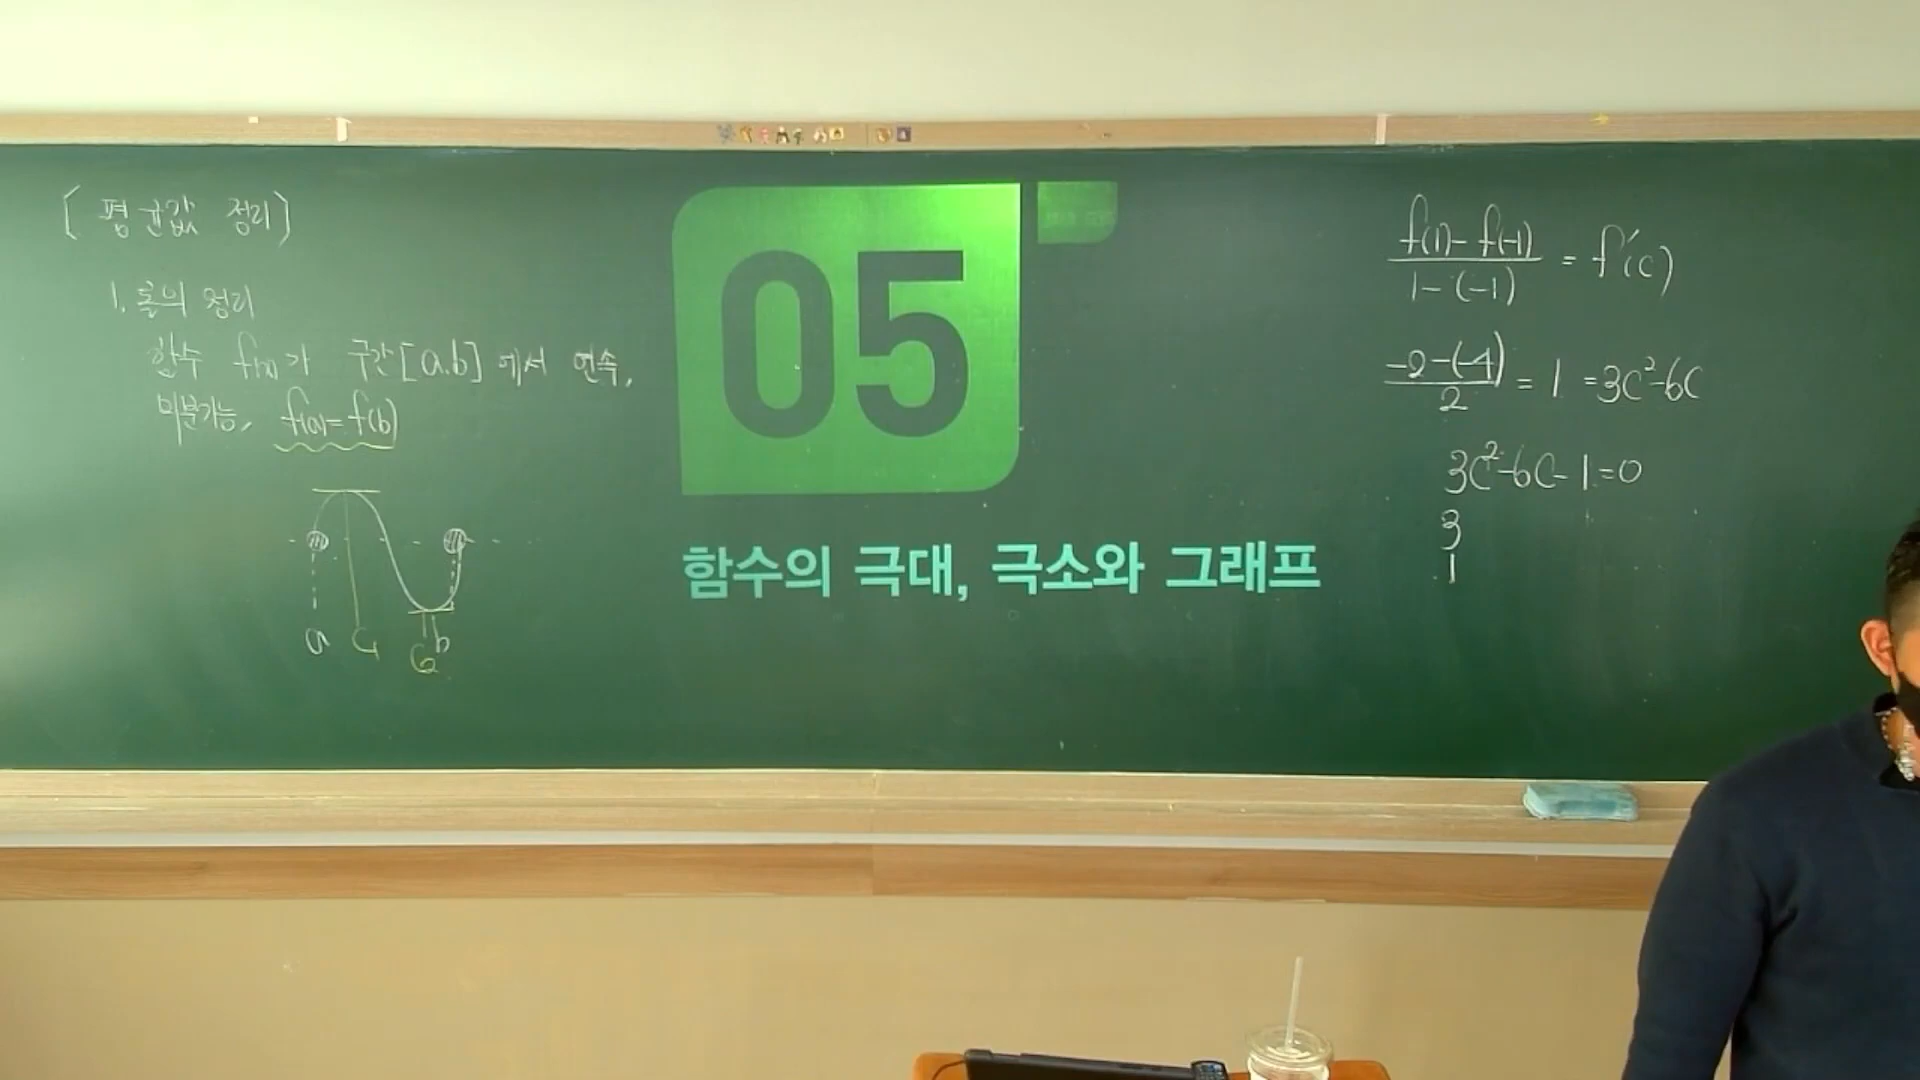 [평균값 정리]
1. 롤의 정리
함수 f(x)가 구간 [a.b] 에서 연속,
미분가능, f(a)=f(b)
a C₁ C₂ b
05
함수의 극대, 극소와 그래프
f(1)-f(-1) / 1-(-1) = f'(c)
-2-(-4) / 2 = 1 =3C²-6C
3C²-6C-1=0
3
1